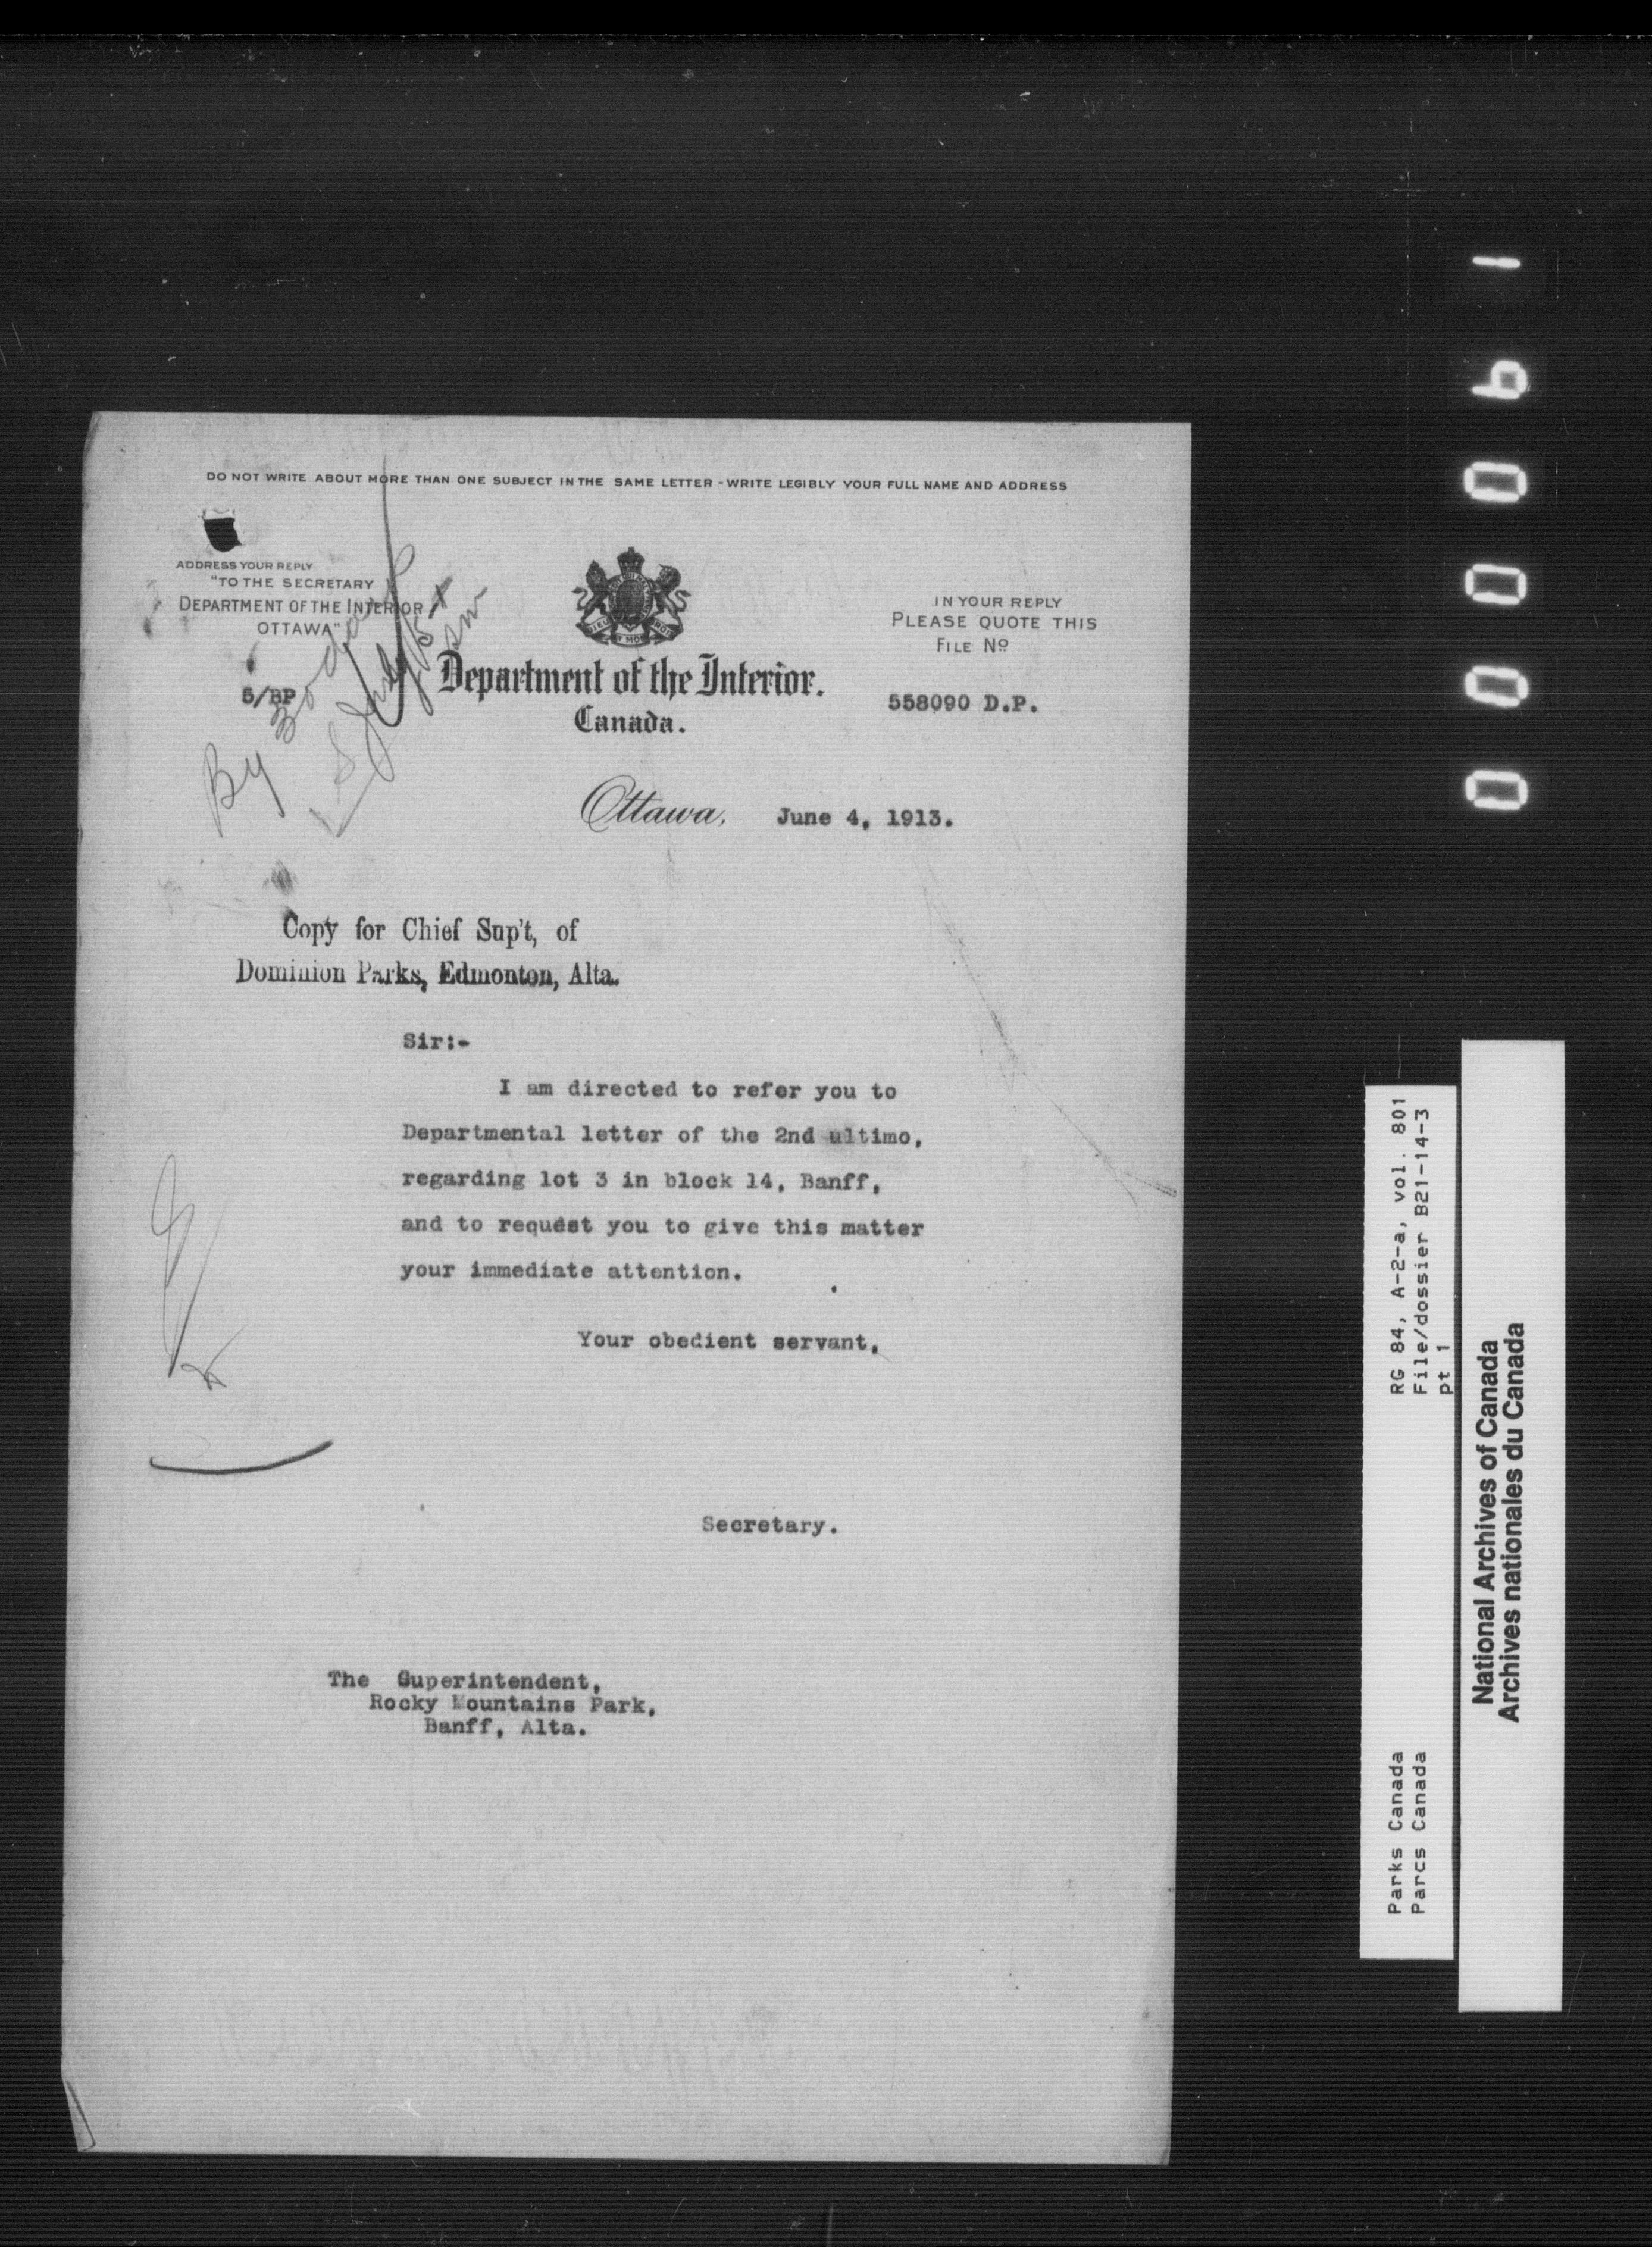 DO NOT WRITE ABOUT MORE THAN ONE SUBJECT IN THE SAME LETTER - WRITE LEGIBLY YOUR FULL NAME AND ADDRESS
ADDRESS YOUR REPLY
"TO THE SECRETARY
DEPARTMENT OF THE INTERIOR
OTTAWA"
5/BP
By
IN YOUR REPLY
PLEASE QUOTE THIS
FILE No
558090 D.P.
DIEU ET MON DROIT
Department of the Interior.
Canada.
Ottawa, June 4, 1913.
Copy for Chief Sup't, of
Dominion Parks, Edmonton, Alta.
Sir:-
I am directed to refer you to
Departmental letter of the 2nd ultimo,
regarding lot 3 in block 14, Banff,
and to request you to give this matter
your immediate attention.
Your obedient servant,
Secretary.
The Superintendent,
Rocky Mountains Park,
Banff, Alta.
000061
RG 84, A-2-a, vol. 801
File/dossier B21-14-3
pt 1
Parks Canada
Parcs Canada
National Archives of Canada
Archives nationales du Canada